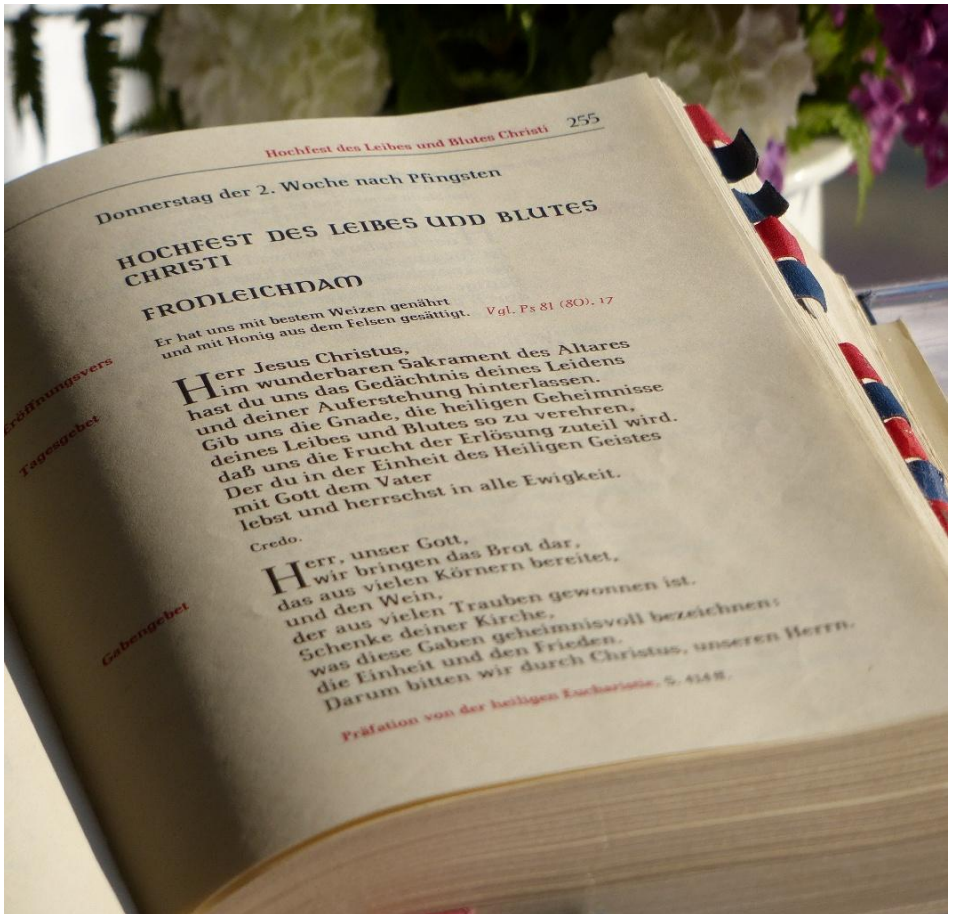 Hochfest des Leibes und Blutes Christi 255
Donnerstag der 2. Woche nach Pfingsten
HOCHFEST DES LEIBES UND BLUTES
CHRISTI
FRONLEICHNAM
Eröffnungsvers
Er hat uns mit bestem Weizen genährt
und mit Honig aus dem Felsen gesättigt. Vgl. Ps 81 (80), 17
Tagesgebet
Herr Jesus Christus,
im wunderbaren Sakrament des Altares
hast du uns das Gedächtnis deines Leidens
und deiner Auferstehung hinterlassen.
Gib uns die Gnade, die heiligen Geheimnisse
deines Leibes und Blutes so zu verehren,
daß uns die Frucht der Erlösung zuteil wird.
Der du in der Einheit des Heiligen Geistes
mit Gott dem Vater
lebst und herrschst in alle Ewigkeit.
Credo.
Gabengebet
Herr, unser Gott,
wir bringen das Brot dar,
das aus vielen Körnern bereitet,
und den Wein,
der aus vielen Trauben gewonnen ist.
Schenke deiner Kirche,
was diese Gaben geheimnisvoll bezeichnen:
die Einheit und den Frieden.
Darum bitten wir durch Christus, unseren Herrn.
Präfation von der heiligen Eucharistie, S.